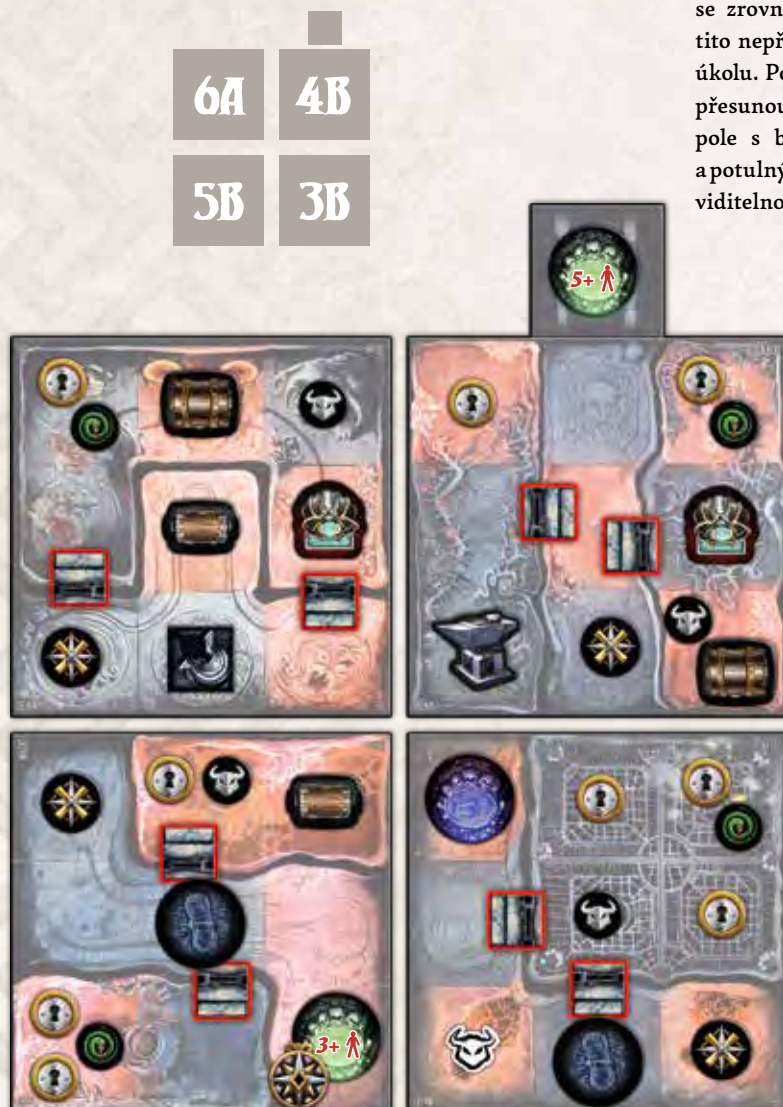 se zrovn
tito nepř
úkolu. Po
přesunou
pole s b
a potulný
viditelno
6A 4B
5B 3B
5+
3+